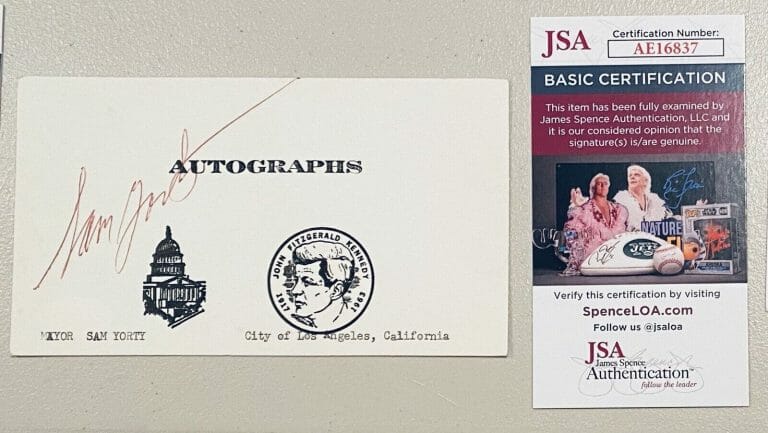 AUTOGRAPHS
Sam Yorty
JOHN FITZGERALD KENNEDY
1917 1963
MAYOR SAM YORTY City of Los Angeles, California
JSA Certification Number:
AE16837
BASIC CERTIFICATION
This item has been fully examined by
James Spence Authentication, LLC and
it is our considered opinion that the
signature(s) is/are genuine.
NATURE
JETS
Verify this certification by visiting
SpenceLOA.com
Follow us @jsaloa
JSA
James Spence
Authentication™
follow the leader